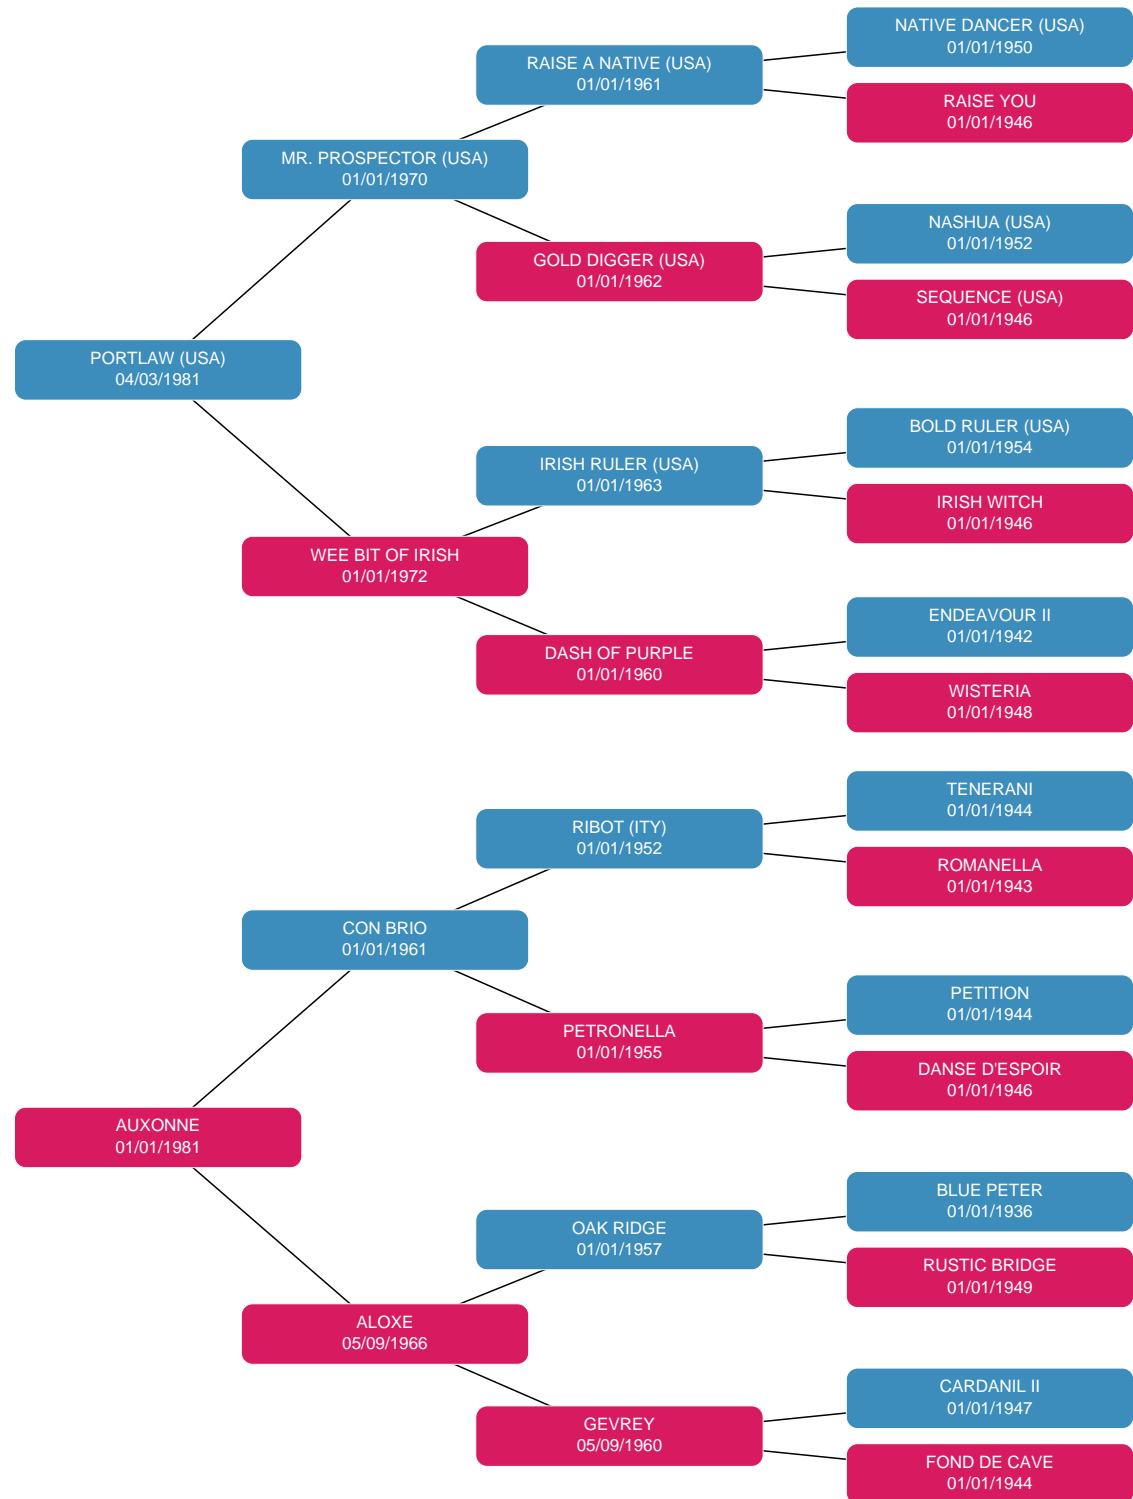 NATIVE DANCER (USA)
01/01/1950
RAISE A NATIVE (USA)
01/01/1961
RAISE YOU
01/01/1946
MR. PROSPECTOR (USA)
01/01/1970
NASHUA (USA)
01/01/1952
GOLD DIGGER (USA)
01/01/1962
SEQUENCE (USA)
01/01/1946
PORTLAW (USA)
04/03/1981
BOLD RULER (USA)
01/01/1954
IRISH RULER (USA)
01/01/1963
IRISH WITCH
01/01/1946
WEE BIT OF IRISH
01/01/1972
ENDEAVOUR II
01/01/1942
DASH OF PURPLE
01/01/1960
WISTERIA
01/01/1948
TENERANI
01/01/1944
RIBOT (ITY)
01/01/1952
ROMANELLA
01/01/1943
CON BRIO
01/01/1961
PETITION
01/01/1944
PETRONELLA
01/01/1955
DANSE D'ESPOIR
01/01/1946
AUXONNE
01/01/1981
BLUE PETER
01/01/1936
OAK RIDGE
01/01/1957
RUSTIC BRIDGE
01/01/1949
ALOXE
05/09/1966
CARDANIL II
01/01/1947
GEVREY
05/09/1960
FOND DE CAVE
01/01/1944